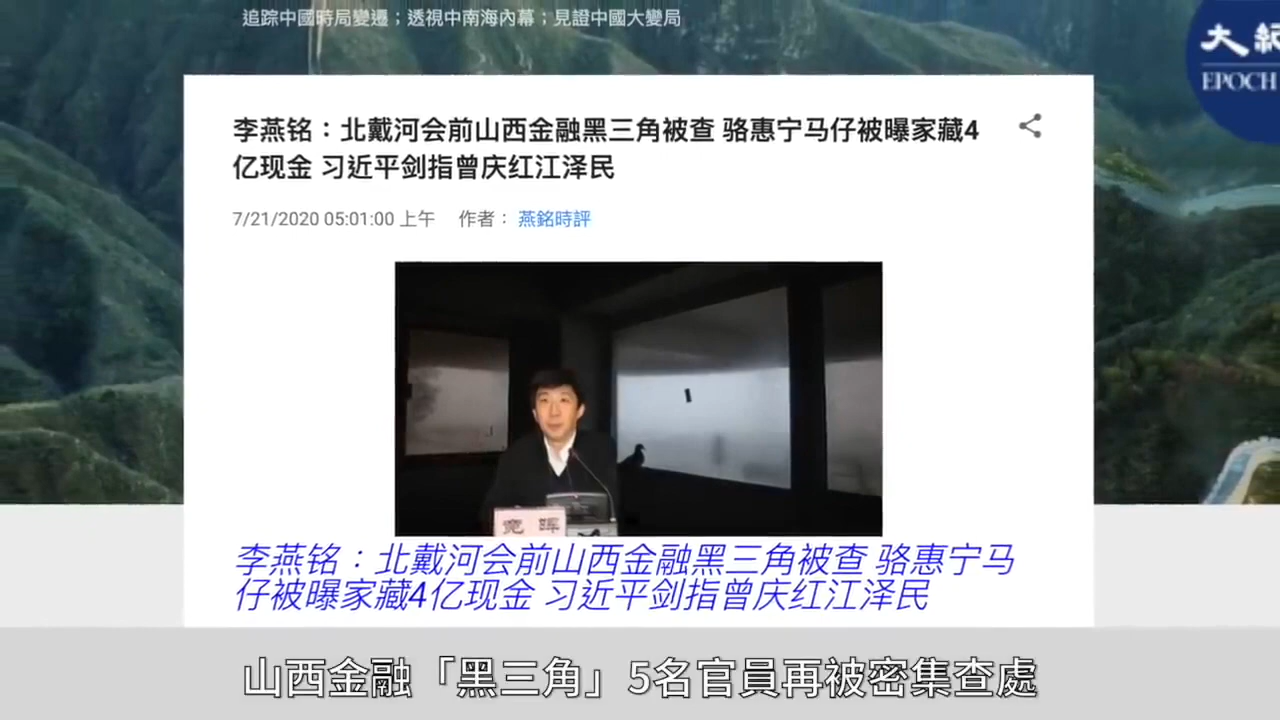 追踪中國時局變遷；透視中南海內幕；見證中國大變局
大紀
EPOCH
李燕铭：北戴河会前山西金融黑三角被查 骆惠宁马仔被曝家藏4
亿现金 习近平剑指曾庆红江泽民
7/21/2020 05:01:00 上午 作者： 燕銘時評
李燕铭：北戴河会前山西金融黑三角被查 骆惠宁马
仔被曝家藏4亿现金 习近平剑指曾庆红江泽民
山西金融「黑三角」5名官員再被密集查處